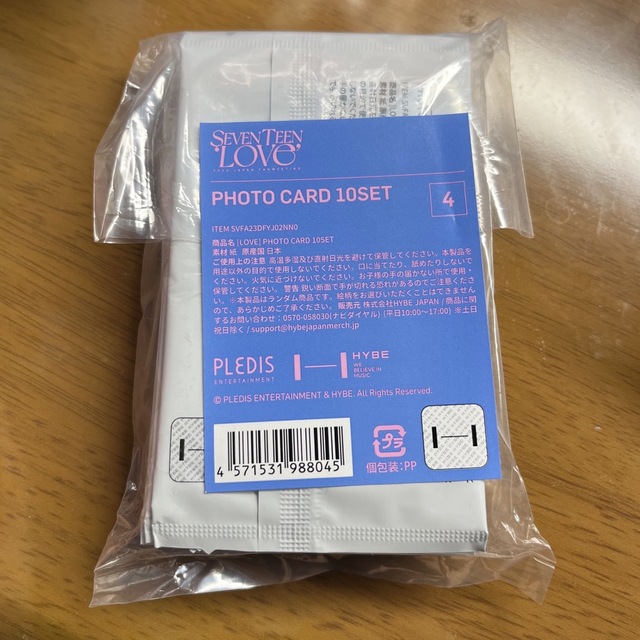 SEVENTEEN
'LOVE'
2023 JAPAN FANMEETING
PHOTO CARD 10SET
4
ITEM SVFA23DFYJ02NN0
商品名 [LOVE] PHOTO CARD 10SET
素材 紙 原産国 日本
ご使用上の注意 高温多湿及び直射日光を避けて保管してください。本製品を
用途以外の目的で使用しないでください。口に当てたり、舐めたりしないで
ください。火気に近づけないでください。お子様の手の届かない所で使用・
保管してください。 警告 鋭い断面で手が切れる恐れがあるのでご注意くださ
い。※本製品はランダム商品です。絵柄をお選びいただくことはできません
ので、あらかじめご了承ください。 販売元 株式会社HYBE JAPAN / 商品に関
するお問い合わせ : 0570-058030(ナビダイヤル) (平日10:00～17:00) ※土日
祝日除く / support@hybejapanmerch.jp
PLEDIS
ENTERTAINMENT
HYBE
WE
BELIEVE IN
MUSIC
© PLEDIS ENTERTAINMENT & HYBE. All Rights Reserved.
4 571531 988045
プラ
個包装:PP